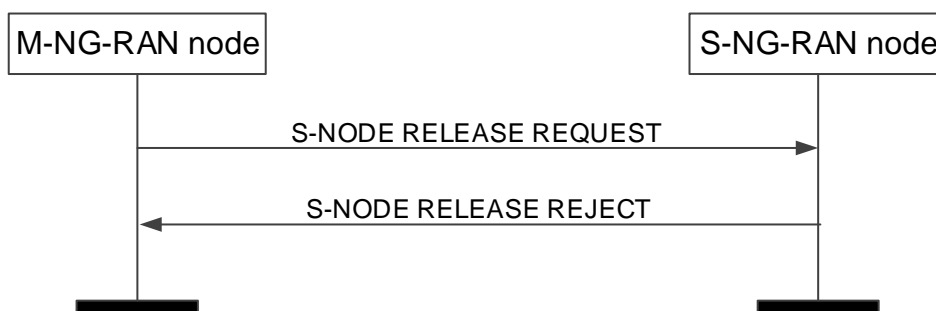 M-NG-RAN node
S-NG-RAN node
S-NODE RELEASE REQUEST
S-NODE RELEASE REJECT